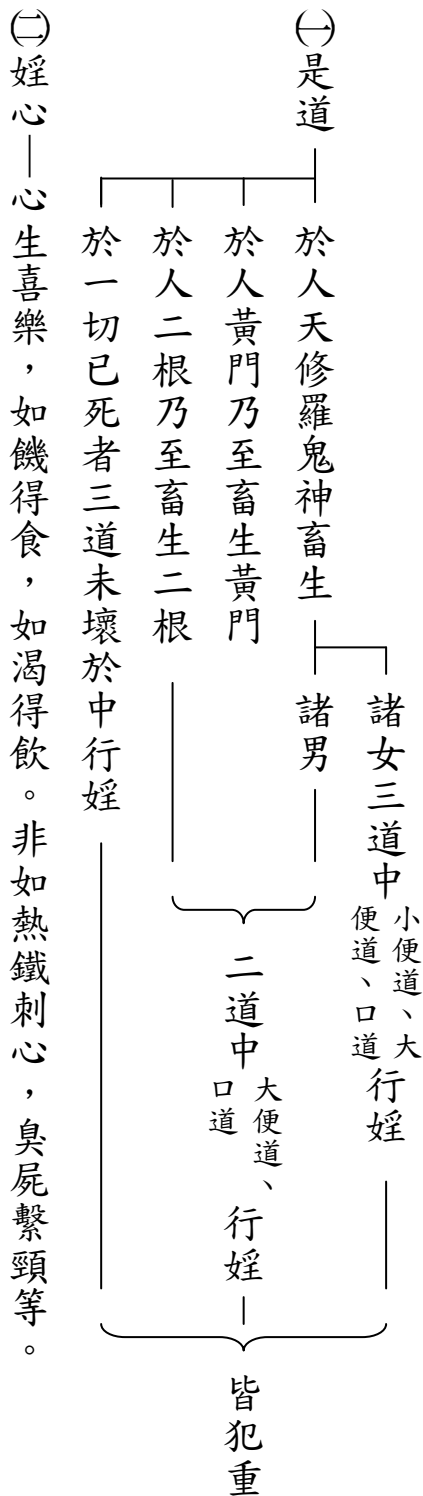 ㈠是道
於人天修羅鬼神畜生
諸女三道中
小便道、大
便道、口道
行婬
諸男
於人黃門乃至畜生黃門
於人二根乃至畜生二根
二道中
大便道、
口道
行婬
於一切已死者三道未壞於中行婬
皆犯重
㈡婬心—心生喜樂，如饑得食，如渴得飲。非如熱鐵刺心，臭屍繫頸等。